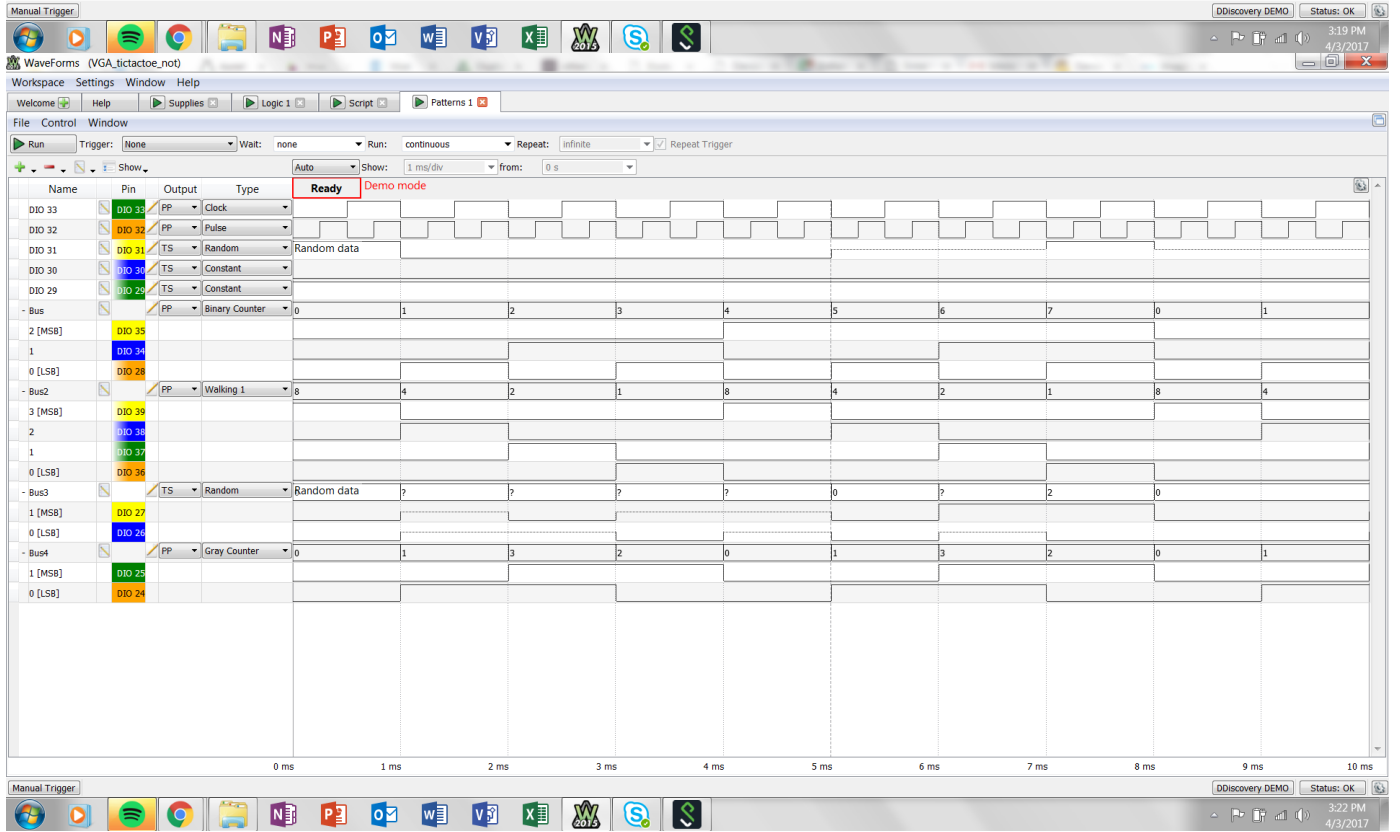 Manual Trigger DDiscovery DEMO Status: OK
3:19 PM
4/3/2017
WaveForms (VGA_tictactoe_not)
Workspace Settings Window Help
Welcome Help Supplies Logic 1 Script Patterns 1
File Control Window
Run Trigger: None Wait: none Run: continuous Repeat: infinite Repeat Trigger
Show Auto Show: 1 ms/div from: 0 s
Name Pin Output Type Ready Demo mode
DIO 33 DIO 33 PP Clock
DIO 32 DIO 32 PP Pulse
DIO 31 DIO 31 TS Random Random data
DIO 30 DIO 30 TS Constant
DIO 29 DIO 29 TS Constant
- Bus PP Binary Counter 0 1 2 3 4 5 6 7 0 1
2 [MSB] DIO 35
1 DIO 34
0 [LSB] DIO 28
- Bus2 PP Walking 1 8 4 2 1 8 4 2 1 8 4
3 [MSB] DIO 39
2 DIO 38
1 DIO 37
0 [LSB] DIO 36
- Bus3 TS Random Random data ? ? ? ? 0 ? 2 0
1 [MSB] DIO 27
0 [LSB] DIO 26
- Bus4 PP Gray Counter 0 1 3 2 0 1 3 2 0 1
1 [MSB] DIO 25
0 [LSB] DIO 24
0 ms 1 ms 2 ms 3 ms 4 ms 5 ms 6 ms 7 ms 8 ms 9 ms 10 ms
Manual Trigger DDiscovery DEMO Status: OK
3:22 PM
4/3/2017